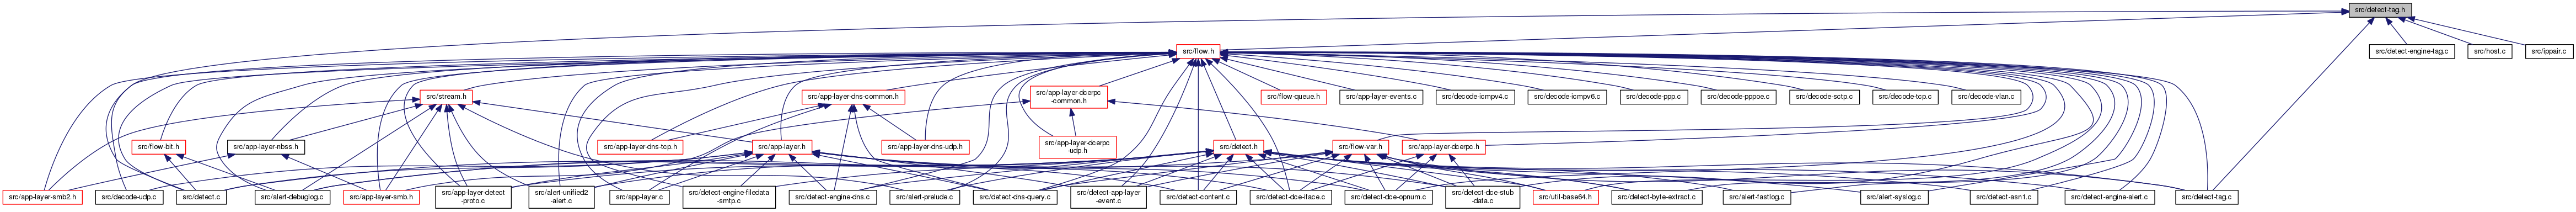 src/detect-tag.h
src/flow.h
src/detect-engine-tag.c
src/host.c
src/ippair.c
src/stream.h
src/app-layer-dns-common.h
src/app-layer-dcerpc
-common.h
src/flow-queue.h
src/app-layer-events.c
src/decode-icmpv4.c
src/decode-icmpv6.c
src/decode-ppp.c
src/decode-pppoe.c
src/decode-sctp.c
src/decode-tcp.c
src/decode-vlan.c
src/flow-bit.h
src/app-layer-nbss.h
src/app-layer-dns-tcp.h
src/app-layer.h
src/app-layer-dns-udp.h
src/app-layer-dcerpc
-udp.h
src/detect.h
src/flow-var.h
src/app-layer-dcerpc.h
src/app-layer-smb2.h
src/decode-udp.c
src/detect.c
src/alert-debuglog.c
src/app-layer-smb.h
src/app-layer-detect
-proto.c
src/alert-unified2
-alert.c
src/app-layer.c
src/detect-engine-filedata
-smtp.c
src/detect-engine-dns.c
src/alert-prelude.c
src/detect-dns-query.c
src/detect-app-layer
-event.c
src/detect-content.c
src/detect-dce-iface.c
src/detect-dce-opnum.c
src/detect-dce-stub
-data.c
src/util-base64.h
src/detect-byte-extract.c
src/alert-fastlog.c
src/alert-syslog.c
src/detect-asn1.c
src/detect-engine-alert.c
src/detect-tag.c